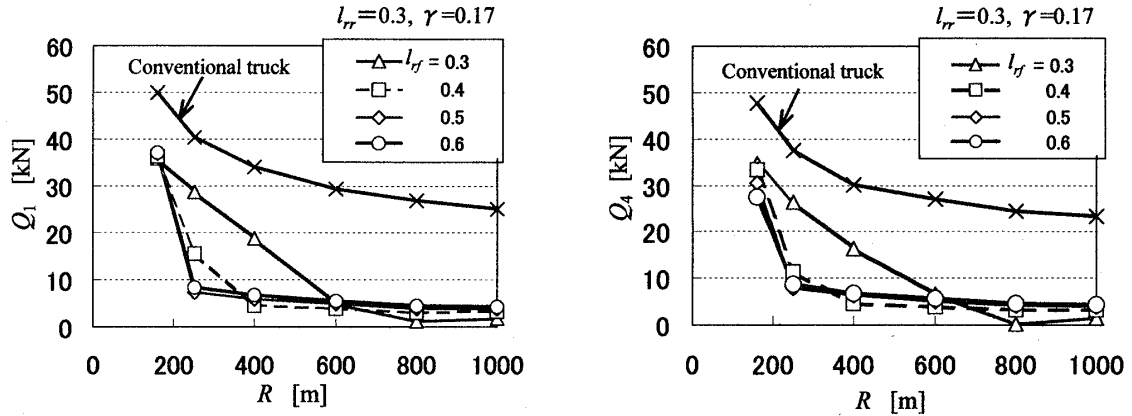 l_rr=0.3, γ=0.17
60
50
40
30
20
10
0
Q_1 [kN]
Conventional truck
l_rf = 0.3
0.4
0.5
0.6
0 200 400 600 800 1000
R [m]
l_rr=0.3, γ=0.17
60
50
40
30
20
10
0
Q_4 [kN]
Conventional truck
l_rf = 0.3
0.4
0.5
0.6
0 200 400 600 800 1000
R [m]